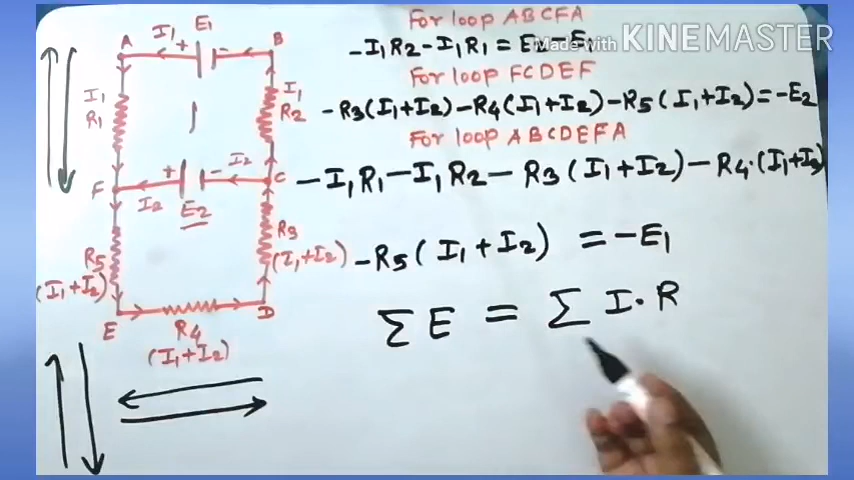 For loop ABCFA
-I₁R₂-I₁R₁ = E₂-E₁
Made with KINEMASTER
For loop FCDEF
-R₃(I₁+I₂)-R₄(I₁+I₂)-R₅(I₁+I₂)=-E₂
For loop ABCDEFA
-I₁R₁-I₁R₂-R₃(I₁+I₂)-R₄.(I₁+I₂)
-R₅(I₁+I₂) =-E₁
ΣE = ΣI.R
E₁
A
I₁
+
-
B
I₁
R₁
I₁
R₂
I
+
-
I₂
F
C
I₂
E₂
R₃
(I₁+I₂)
R₅
(I₁+I₂)
E
D
R₄
(I₁+I₂)